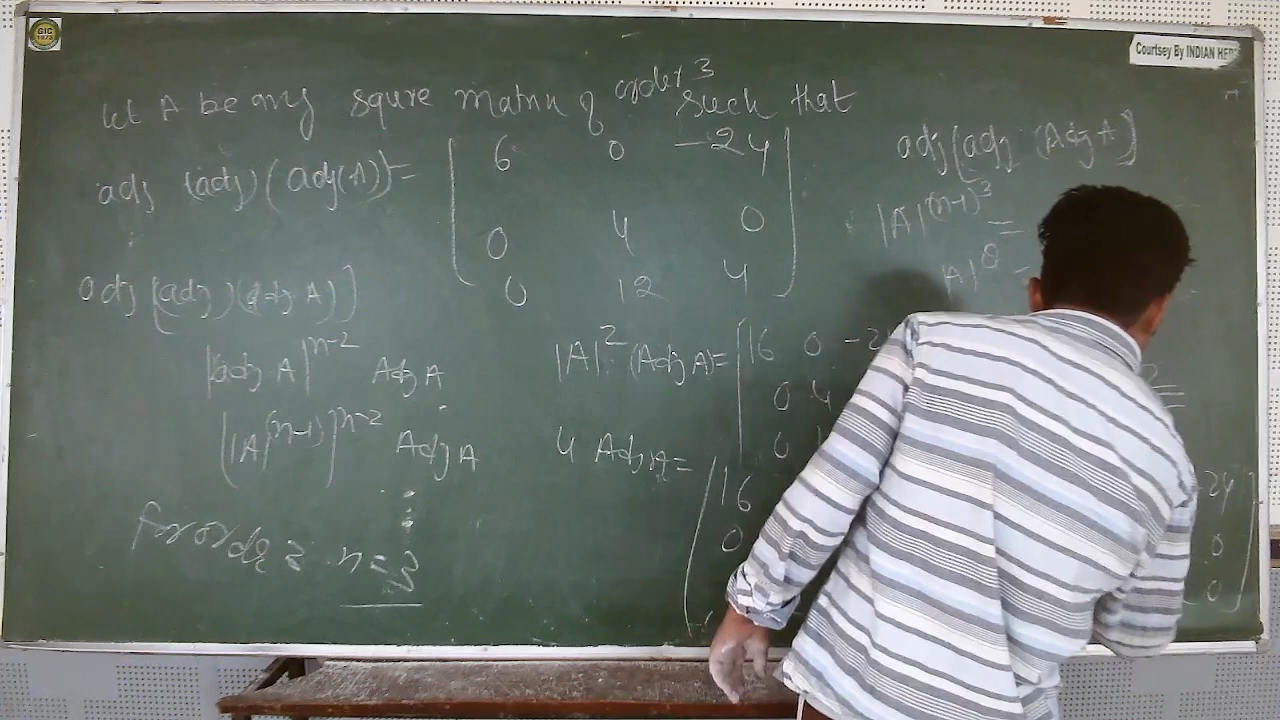 GIC
Courtsey By INDIAN HER
Let A be any squre matrix of order 3 such that
adj (adj)(adj(A)) = [6 0 -24
0 4 0
0 12 4]
adj[adj)(adj A)]
|adj A|^{n-2} Adj A
[|A|^{(n-1)}]^{n-2} Adj A
for order n = 3
|A|^2 (Adj A) = [16 0 -2
0 4
0
4 Adj A = [16 -24
0 0
0]
adj[adj (Adj A)]
|A|^{(n-1)^3} =
|A|^8 =